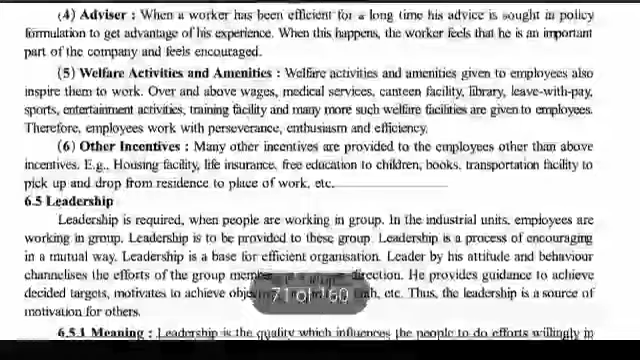 (4) Adviser : When a worker has been efficient for a long time his advice is sought in policy
formulation to get advantage of his experience. When this happens, the worker feels that he is an important
part of the company and feels encouraged.
(5) Welfare Activities and Amenities : Welfare activities and amenities given to employees also
inspire them to work. Over and above wages, medical services, canteen facility, library, leave-with-pay,
sports, entertainment activities, training facility and many more such welfare facilities are given to employees.
Therefore, employees work with perseverance, enthusiasm and efficiency.
(6) Other Incentives : Many other incentives are provided to the employees other than above
incentives. E.g., Housing facility, life insurance, free education to children, books, transportation facility to
pick up and drop from residence to place of work, etc.
6.5 Leadership
Leadership is required, when people are working in group. In the industrial units, employees are
working in group. Leadership is to be provided to these group. Leadership is a process of encouraging
in a mutual way. Leadership is a base for efficient organisation. Leader by his attitude and behaviour
channelises the efforts of the group direction. He provides guidance to achieve
decided targets, motivates to achieve etc. Thus, the leadership is a source of
71 of 160
motivation for others.
6.5.1 Meaning : Leadership is the quality which influences the people to do efforts willingly in